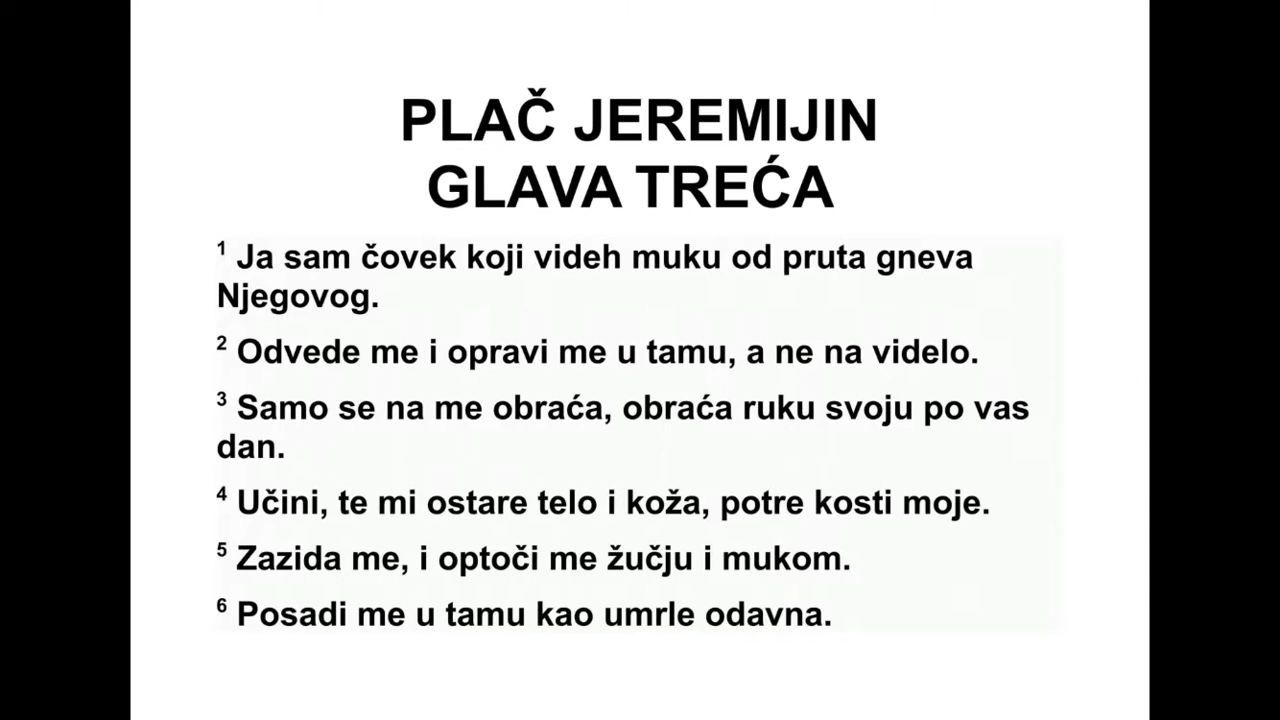 PLAČ JEREMIJIN
GLAVA TREĆA
1 Ja sam čovek koji videh muku od pruta gneva
Njegovog.
2 Odvede me i opravi me u tamu, a ne na videlo.
3 Samo se na me obraća, obraća ruku svoju po vas
dan.
4 Učini, te mi ostare telo i koža, potre kosti moje.
5 Zazida me, i optoči me žučju i mukom.
6 Posadi me u tamu kao umrle odavna.